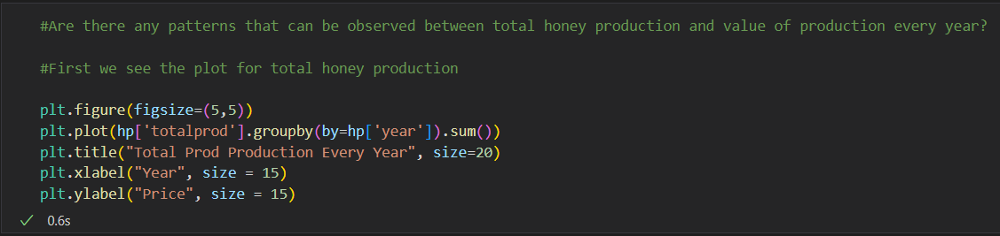 #Are there any patterns that can be observed between total honey production and value of production every year?
#First we see the plot for total honey production
plt.figure(figsize=(5,5))
plt.plot(hp['totalprod'].groupby(by=hp['year']).sum())
plt.title("Total Prod Production Every Year", size=20)
plt.xlabel("Year", size = 15)
plt.ylabel("Price", size = 15)
0.6s